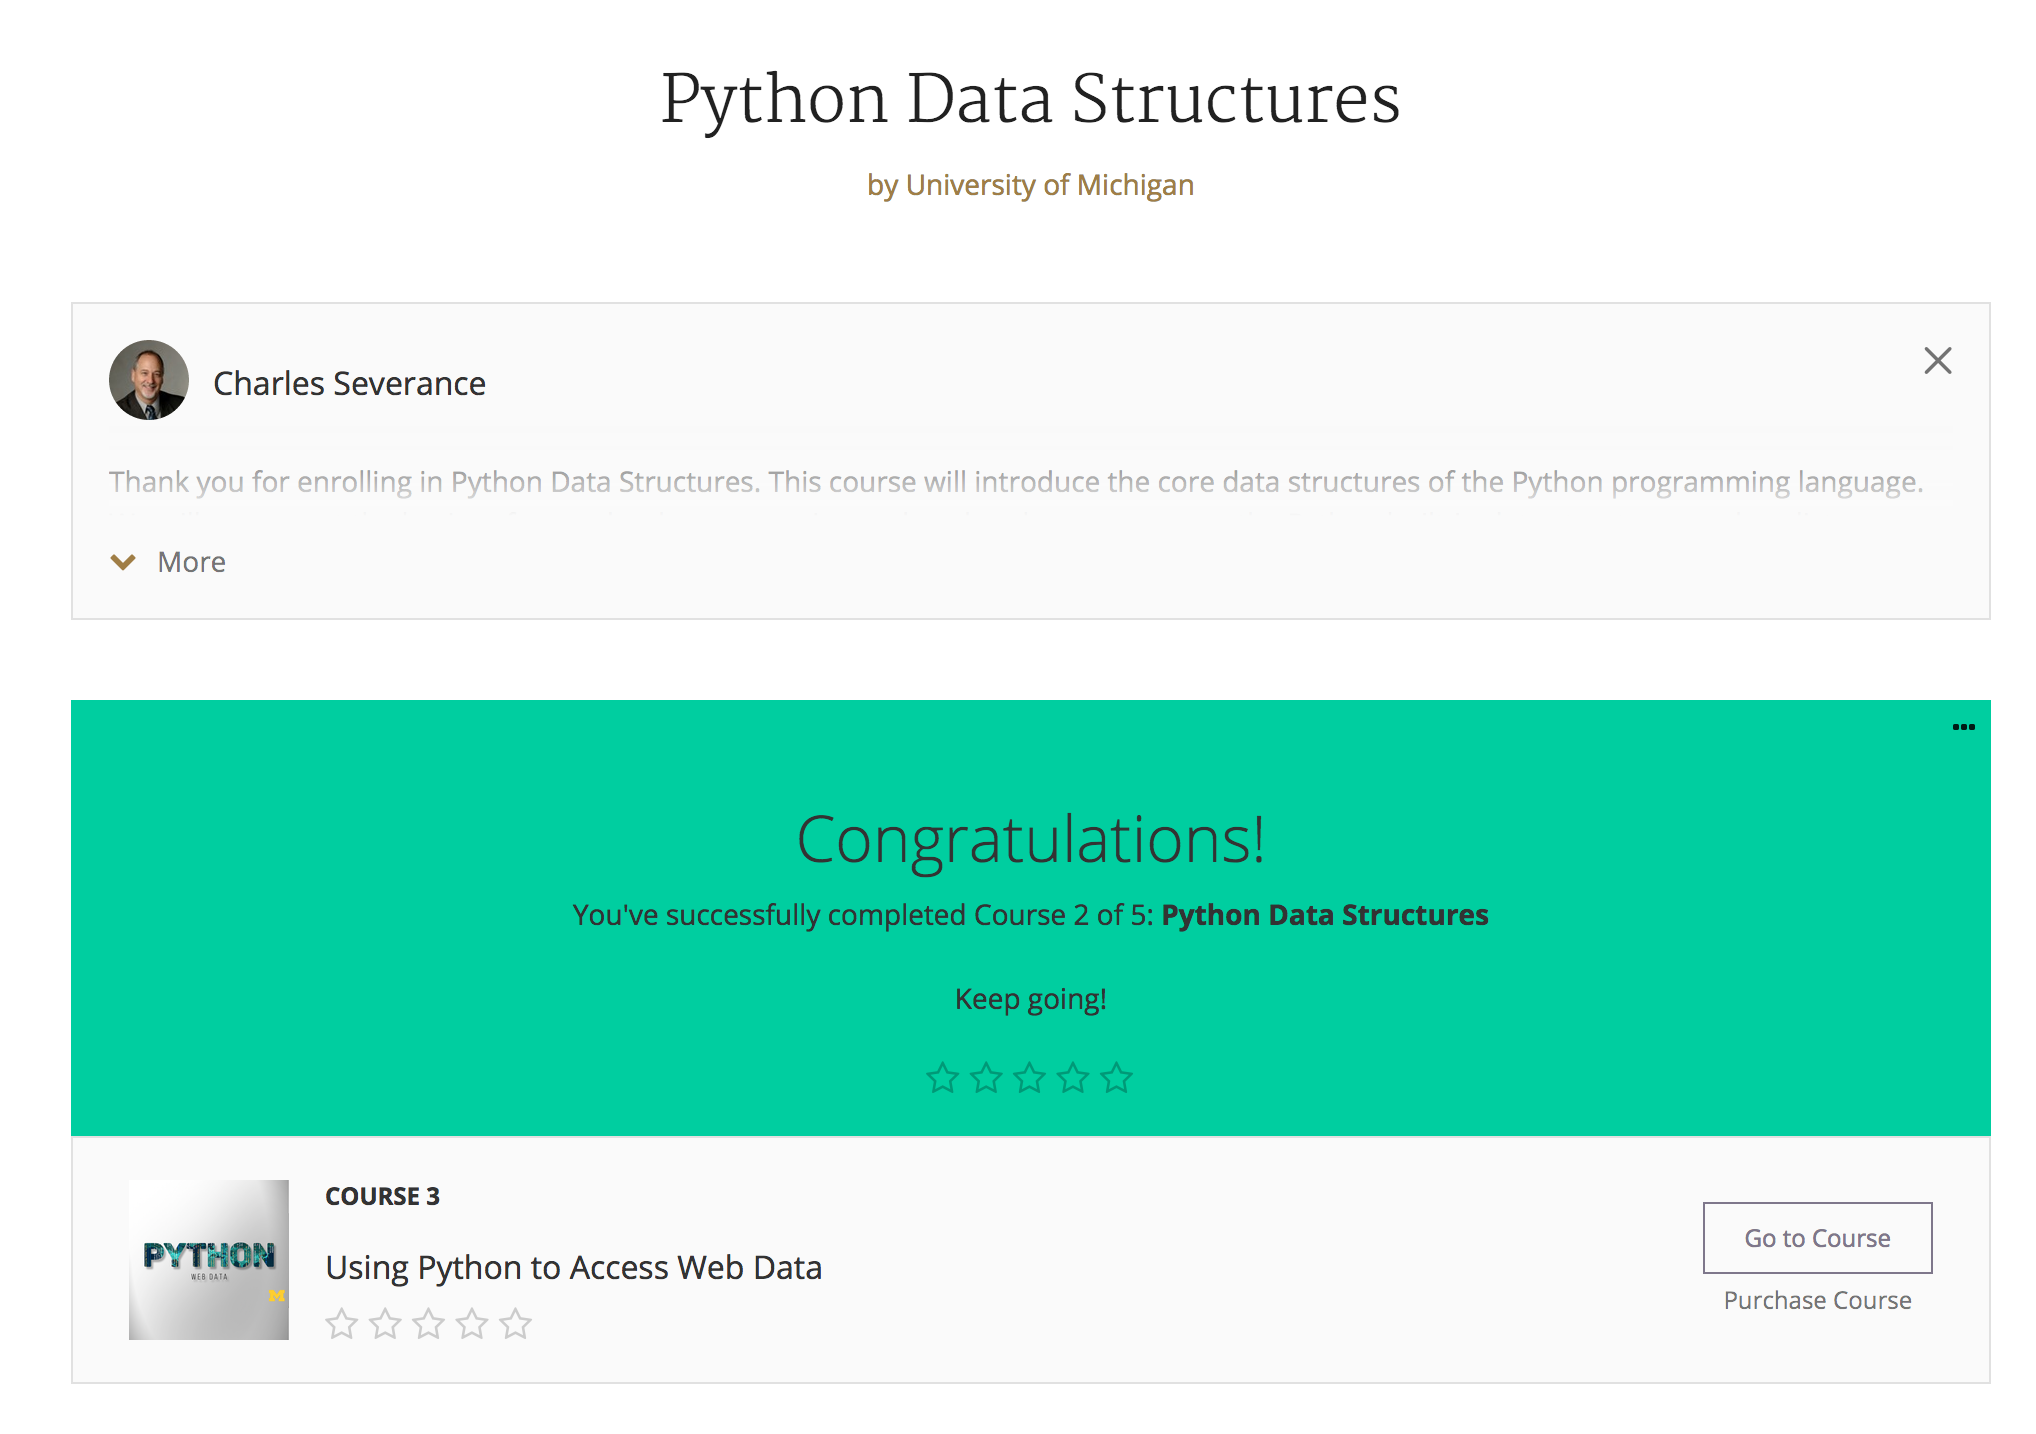 Python Data Structures
by University of Michigan
Charles Severance
Thank you for enrolling in Python Data Structures. This course will introduce the core data structures of the Python programming language.
More
Congratulations!
You've successfully completed Course 2 of 5: Python Data Structures
Keep going!
COURSE 3
Using Python to Access Web Data
PYTHON
WEB DATA
M
Go to Course
Purchase Course